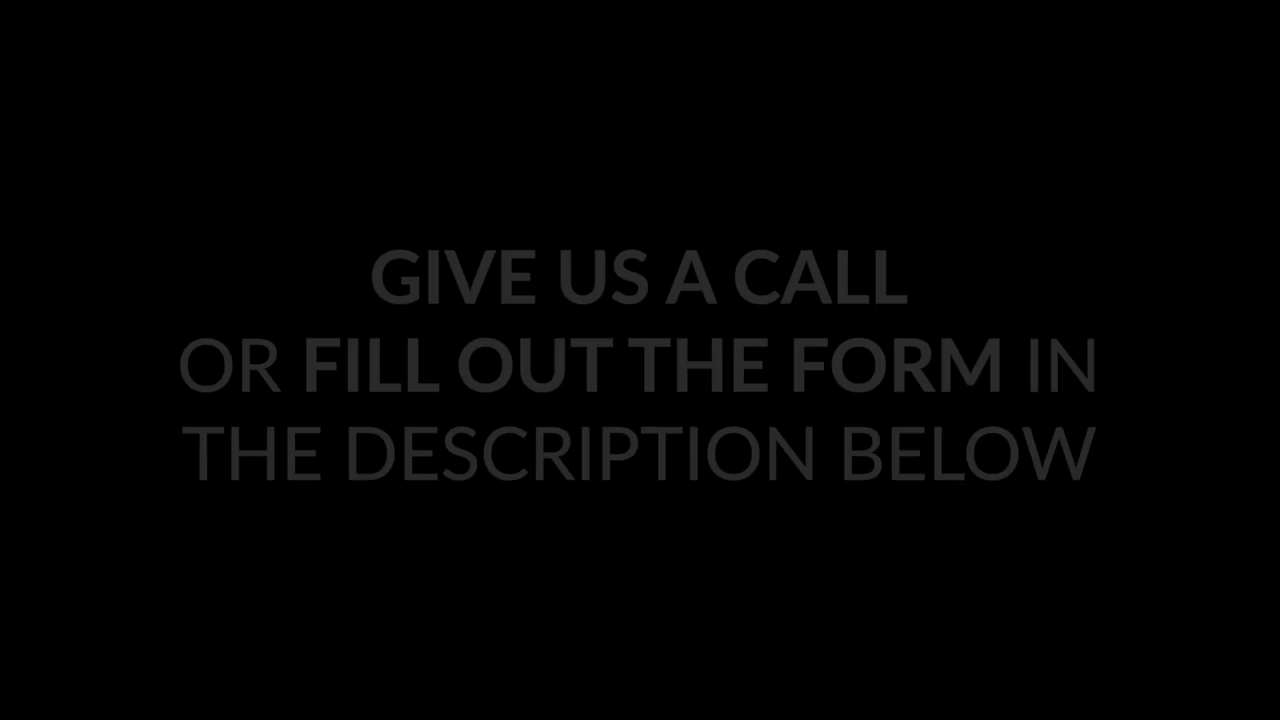 GIVE US A CALL
OR FILL OUT THE FORM IN
THE DESCRIPTION BELOW